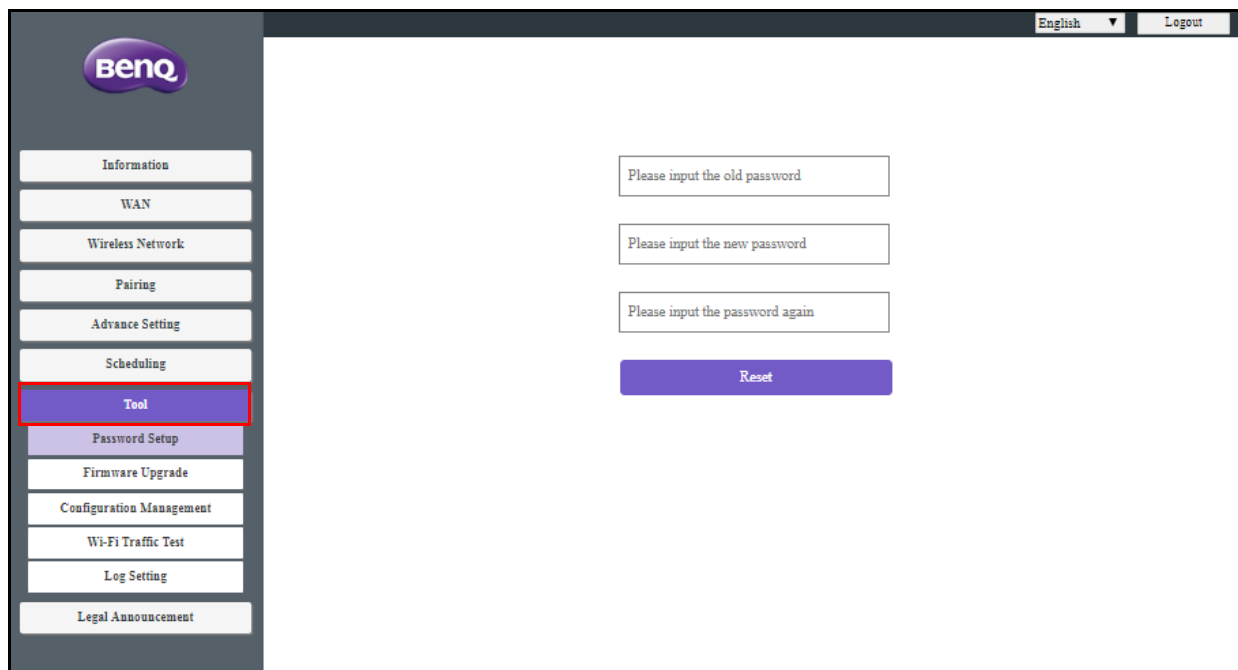 English ▼ Logout
BenQ
Information
WAN
Wireless Network
Pairing
Advance Setting
Scheduling
Tool
Password Setup
Firmware Upgrade
Configuration Management
Wi-Fi Traffic Test
Log Setting
Legal Announcement
Please input the old password
Please input the new password
Please input the password again
Reset